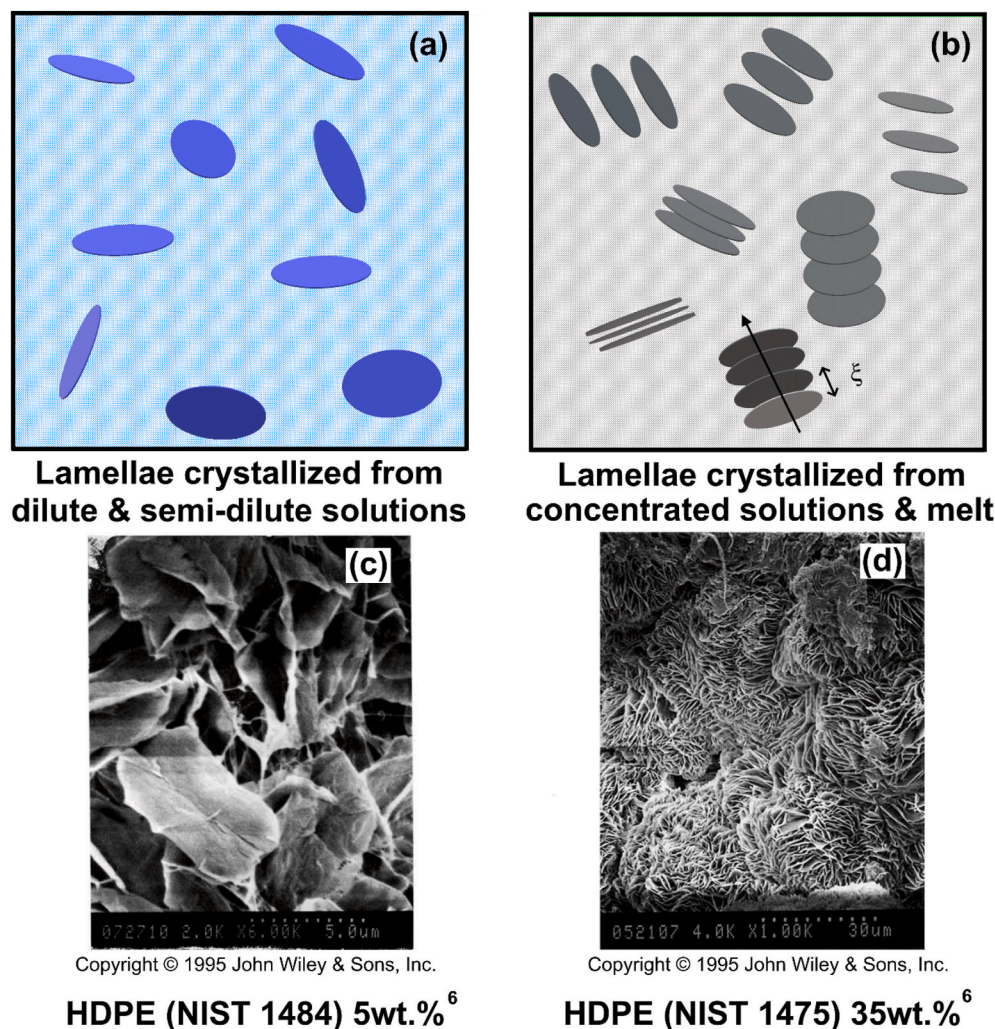 (a)
(b)
ξ
Lamellae crystallized from
dilute & semi-dilute solutions
Lamellae crystallized from
concentrated solutions & melt
(c)
(d)
072710 2.0K X6.00K 5.0um
052107 4.0K X1.00K 30um
Copyright © 1995 John Wiley & Sons, Inc.
Copyright © 1995 John Wiley & Sons, Inc.
HDPE (NIST 1484) 5wt.%⁶
HDPE (NIST 1475) 35wt.%⁶